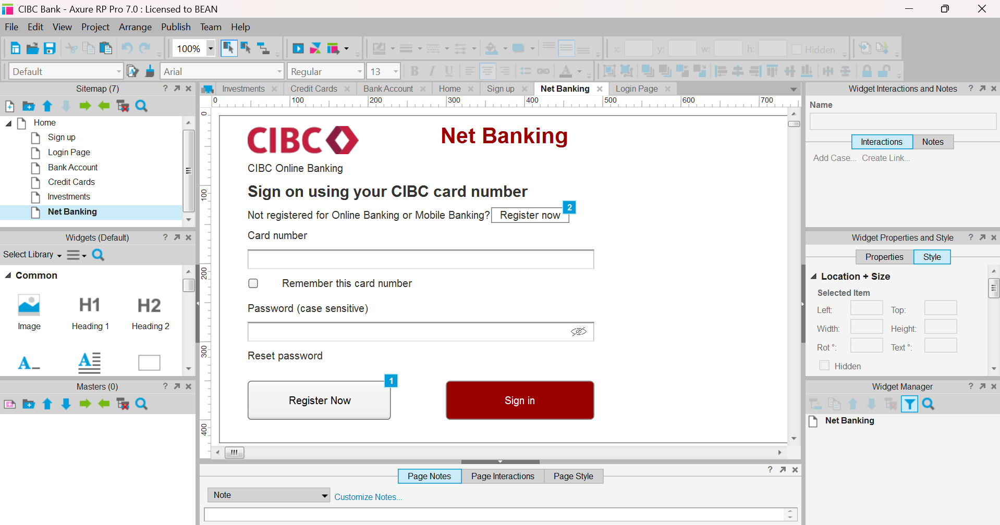 CIBC Bank - Axure RP Pro 7.0 : Licensed to BEAN
File Edit View Project Arrange Publish Team Help
100% x: y: w: h: Hidden
Default Arial Regular 13 B I U A
Sitemap (7)
Home
Sign up
Login Page
Bank Account
Credit Cards
Investments
Net Banking
Widgets (Default)
Select Library
Common
H1 H2
Image Heading 1 Heading 2
A A
Masters (0)
Investments Credit Cards Bank Account Home Sign up Net Banking Login Page
0 100 200 300 400 500 600 700
0
100
200
300
400
CIBC
Net Banking
CIBC Online Banking
Sign on using your CIBC card number
Not registered for Online Banking or Mobile Banking? Register now 2
Card number
Remember this card number
Password (case sensitive)
Reset password
1
Register Now Sign in
Page Notes Page Interactions Page Style
Note Customize Notes...
Widget Interactions and Notes
Name
Interactions Notes
Add Case... Create Link...
Widget Properties and Style
Properties Style
Location + Size
Selected Item
Left: Top:
Width: Height:
Rot °: Text °:
Hidden
Widget Manager
Net Banking